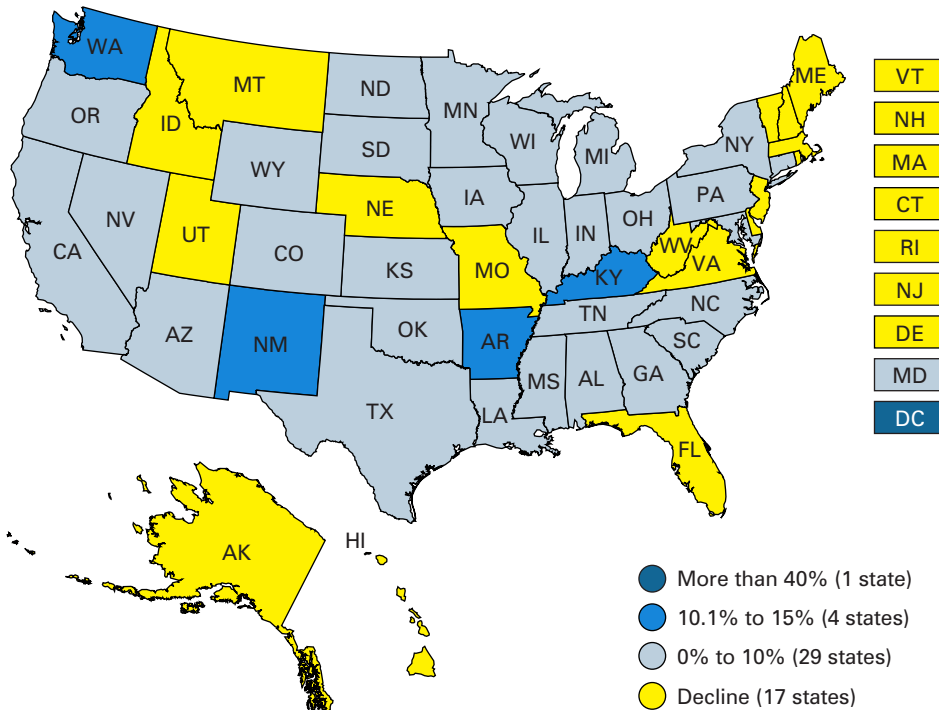 WA
MT
ME
VT
ND
OR
MN
ID
NH
WI
NY
SD
MI
MA
WY
IA
PA
CT
NE
NV
OH
IL
IN
UT
RI
CO
WV
CA
VA
KS
MO
KY
NJ
NC
TN
OK
DE
AZ
NM
AR
SC
MD
MS
AL
GA
TX
LA
DC
FL
HI
AK
More than 40% (1 state)
10.1% to 15% (4 states)
0% to 10% (29 states)
Decline (17 states)